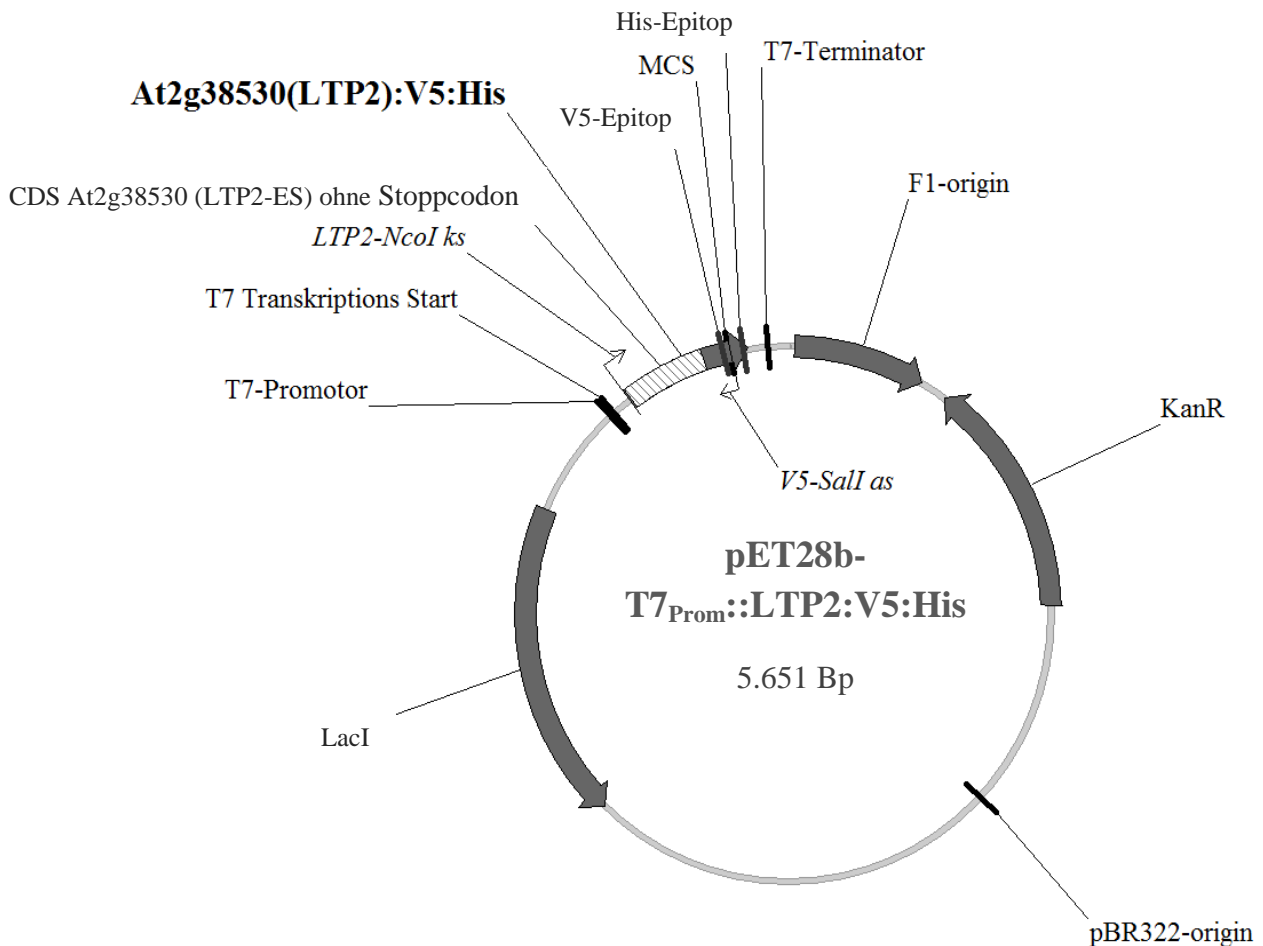 His-Epitop
T7-Terminator
MCS
At2g38530(LTP2):V5:His
V5-Epitop
F1-origin
CDS At2g38530 (LTP2-ES) ohne Stoppcodon
LTP2-NcoI ks
T7 Transkriptions Start
T7-Promotor
KanR
V5-SalI as
pET28b-
T7Prom::LTP2:V5:His
5.651 Bp
LacI
pBR322-origin